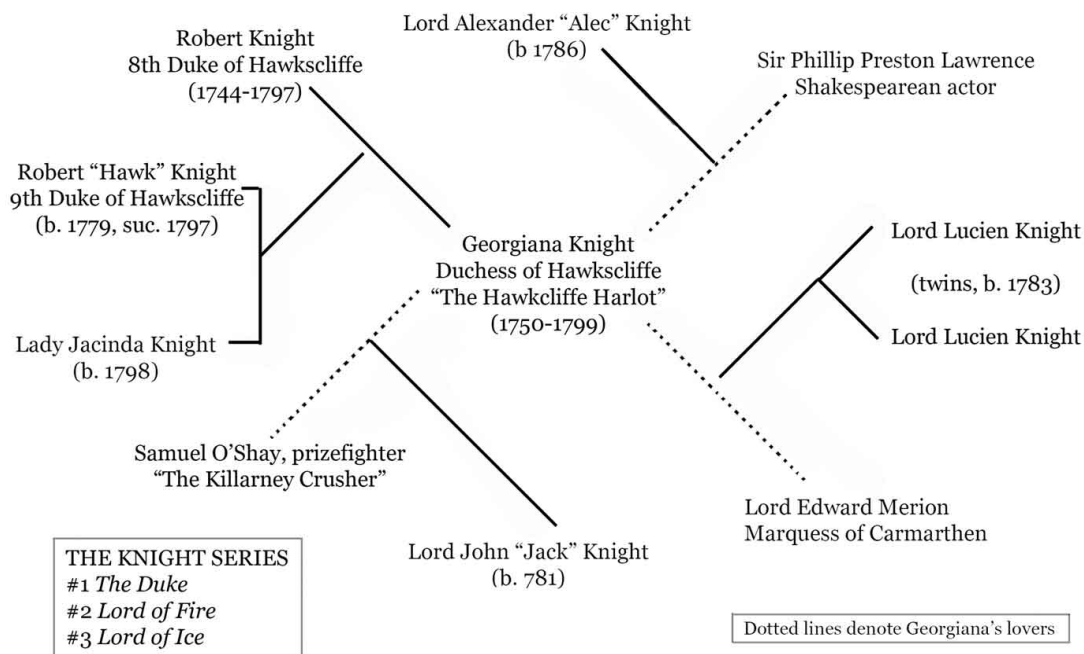 Robert Knight
8th Duke of Hawkscliffe
(1744-1797)
Lord Alexander “Alec” Knight
(b 1786)
Sir Phillip Preston Lawrence
Shakespearean actor
Robert “Hawk” Knight
9th Duke of Hawkscliffe
(b. 1779, suc. 1797)
Georgiana Knight
Duchess of Hawkscliffe
“The Hawkcliffe Harlot”
(1750-1799)
Lord Lucien Knight
(twins, b. 1783)
Lord Lucien Knight
Lady Jacinda Knight
(b. 1798)
Samuel O’Shay, prizefighter
“The Killarney Crusher”
Lord Edward Merion
Marquess of Carmarthen
Lord John “Jack” Knight
(b. 781)
THE KNIGHT SERIES
#1 The Duke
#2 Lord of Fire
#3 Lord of Ice
Dotted lines denote Georgiana’s lovers